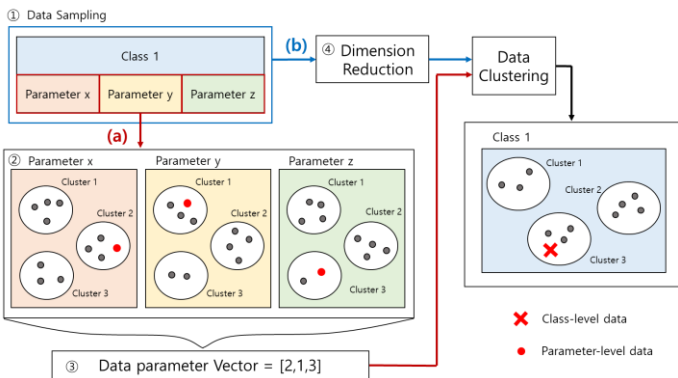 ① Data Sampling
Class 1
Parameter x
Parameter y
Parameter z
(a)
(b)
④ Dimension
Reduction
Data
Clustering
② Parameter x
Cluster 1
Cluster 2
Cluster 3
Parameter y
Cluster 1
Cluster 2
Cluster 3
Parameter z
Cluster 1
Cluster 2
Cluster 3
③ Data parameter Vector = [2,1,3]
Class 1
Cluster 1
Cluster 2
Cluster 3
Class-level data
Parameter-level data